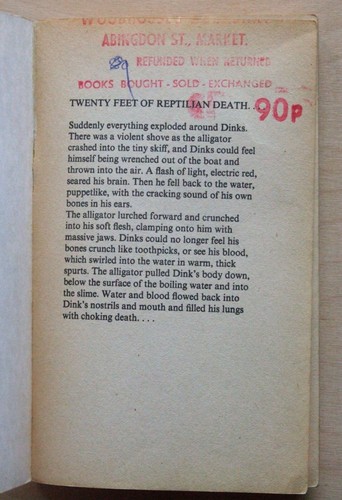 ABINGDON ST., MARKET.
REFUNDED WHEN RETURNED
BOOKS BOUGHT - SOLD - EXCHANGED
TWENTY FEET OF REPTILIAN DEATH. . .
90p
Suddenly everything exploded around Dinks.
There was a violent shove as the alligator
crashed into the tiny skiff, and Dinks could feel
himself being wrenched out of the boat and
thrown into the air. A flash of light, electric red,
seared his brain. Then he fell back to the water,
puppetlike, with the cracking sound of his own
bones in his ears.
The alligator lurched forward and crunched
into his soft flesh, clamping onto him with
massive jaws. Dinks could no longer feel his
bones crunch like toothpicks, or see his blood,
which swirled into the water in warm, thick
spurts. The alligator pulled Dink's body down,
below the surface of the boiling water and into
the slime. Water and blood flowed back into
Dink's nostrils and mouth and filled his lungs
with choking death. . . .